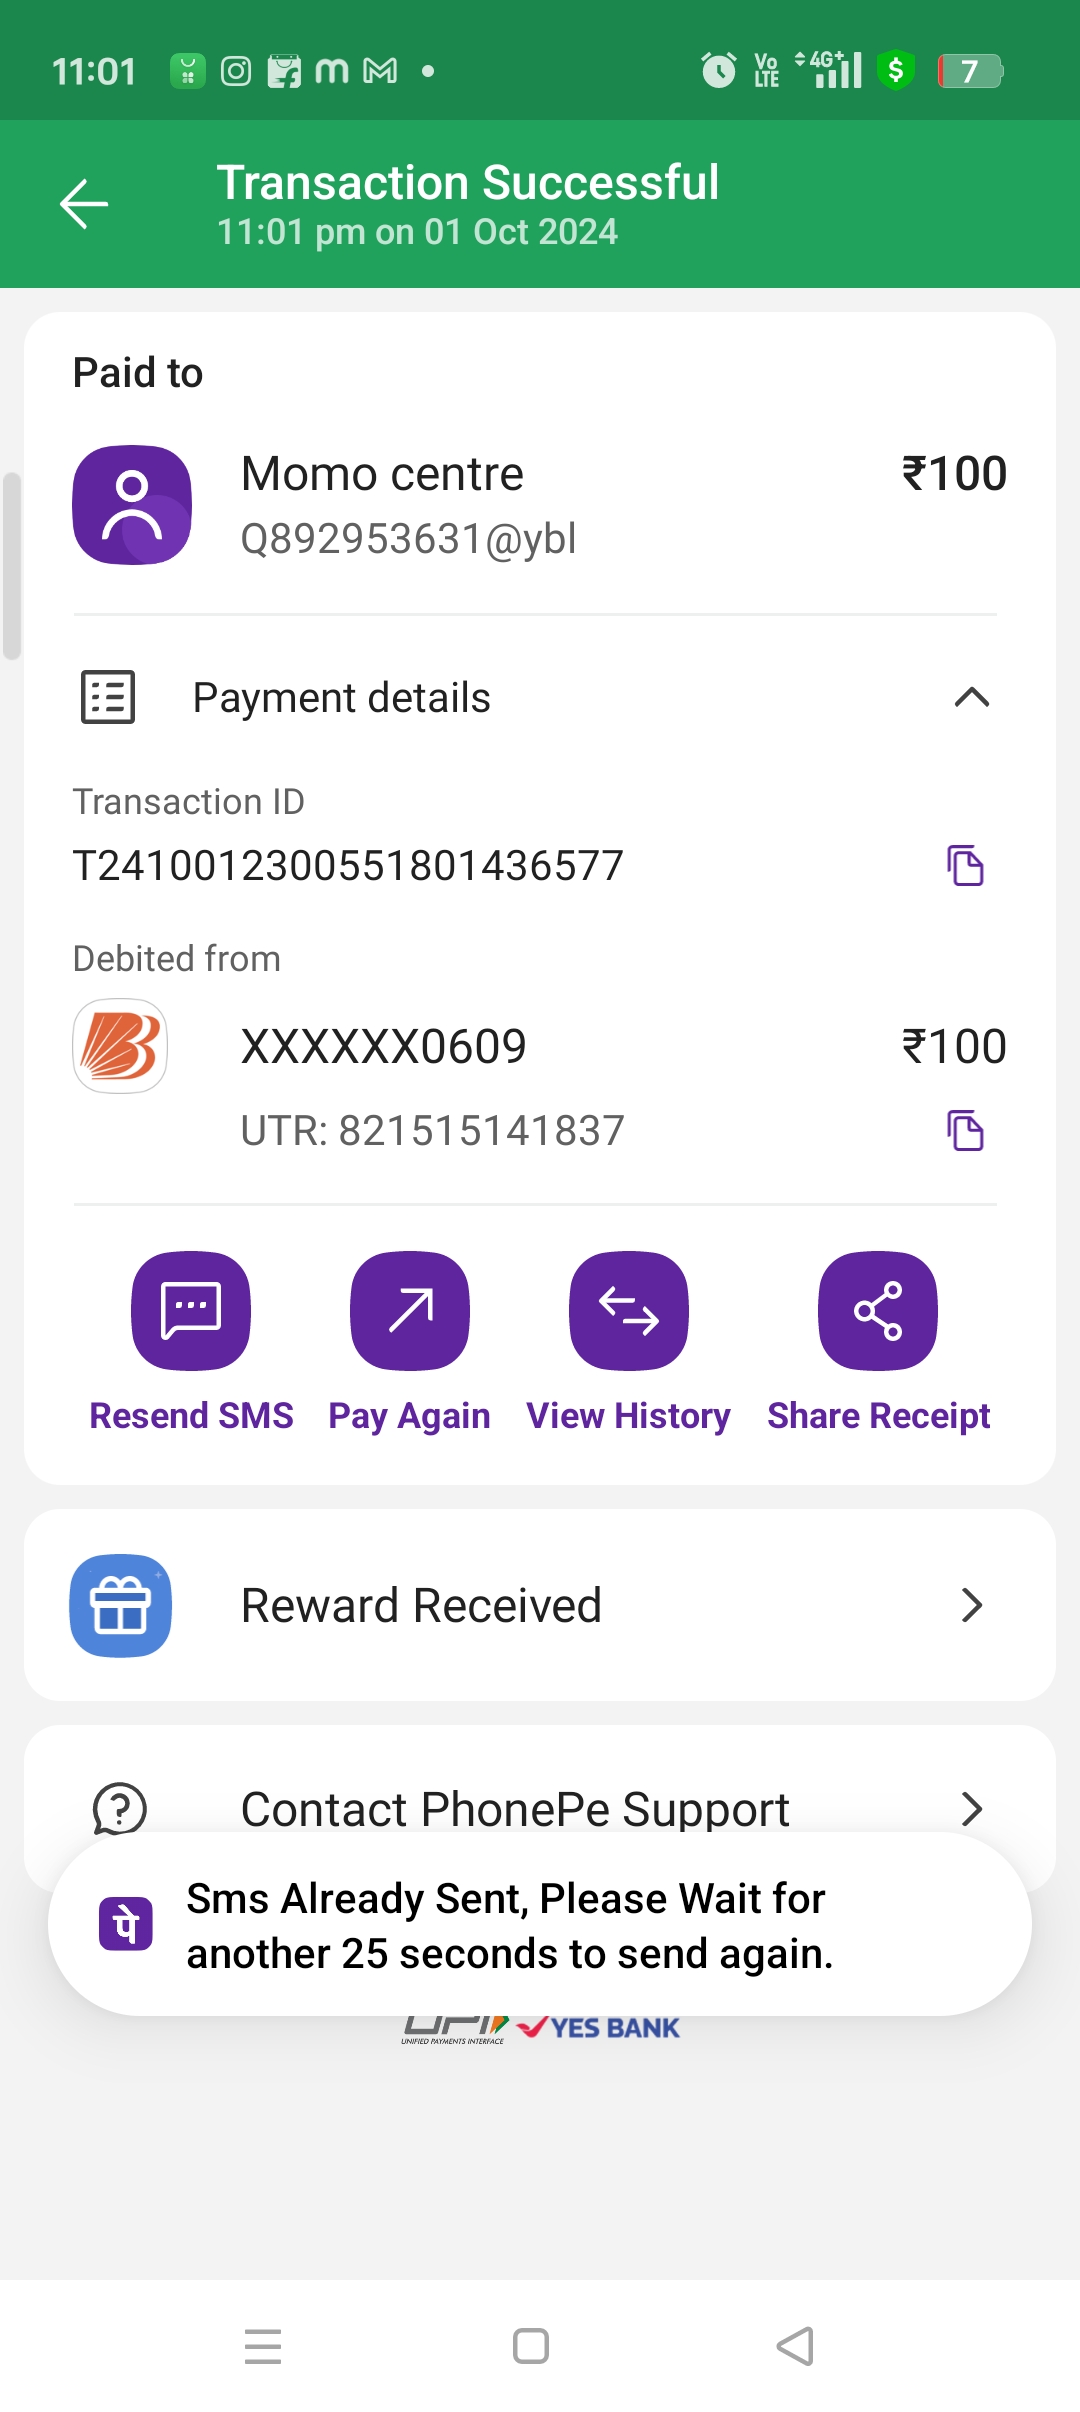 11:01
Vo
LTE
4G+
7
Transaction Successful
11:01 pm on 01 Oct 2024
Paid to
Momo centre
₹100
Q892953631@ybl
Payment details
Transaction ID
T2410012300551801436577
Debited from
XXXXXX0609
₹100
UTR: 821515141837
Resend SMS
Pay Again
View History
Share Receipt
Reward Received
Contact PhonePe Support
पे
Sms Already Sent, Please Wait for
another 25 seconds to send again.
UPI
UNIFIED PAYMENTS INTERFACE
YES BANK